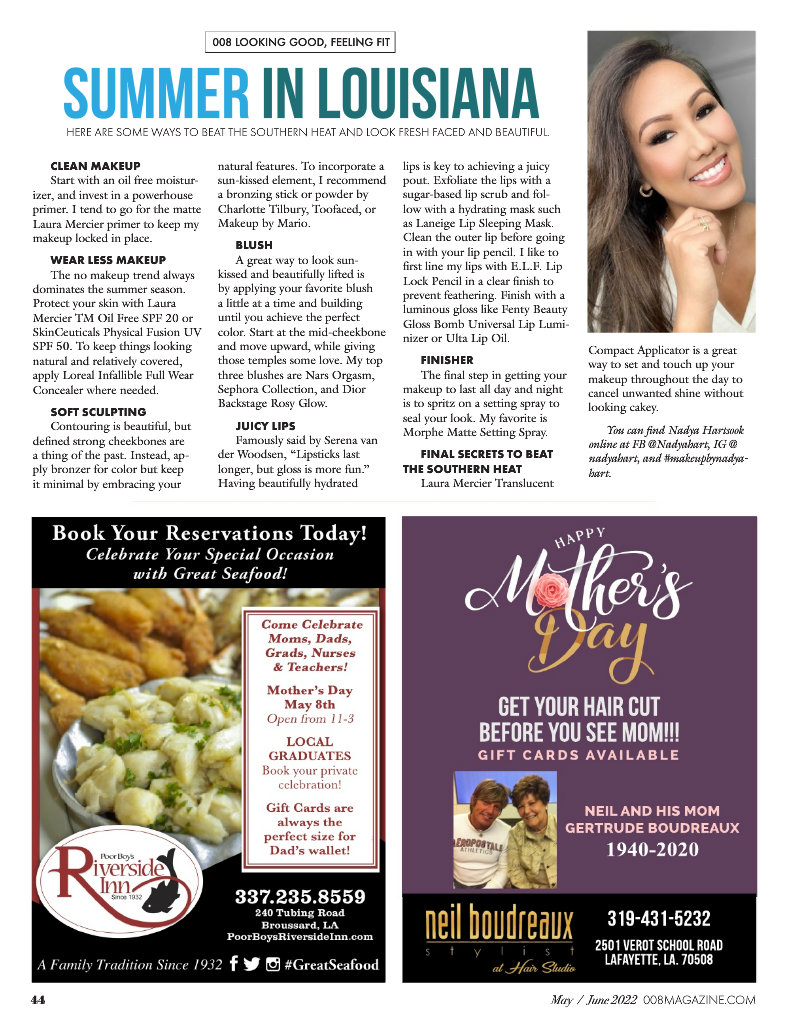 008 LOOKING GOOD, FEELING FIT
SUMMER IN LOUISIANA
HERE ARE SOME WAYS TO BEAT THE SOUTHERN HEAT AND LOOK FRESH FACED AND BEAUTIFUL.
CLEAN MAKEUP
Start with an oil free moistur-
izer, and invest in a powerhouse
primer. I tend to go for the matte
Laura Mercier primer to keep my
makeup locked in place.
WEAR LESS MAKEUP
The no makeup trend always
dominates the summer season.
Protect your skin with Laura
Mercier TM Oil Free SPF 20 or
SkinCeuticals Physical Fusion UV
SPF 50. To keep things looking
natural and relatively covered,
apply Loreal Infallible Full Wear
Concealer where needed.
SOFT SCULPTING
Contouring is beautiful, but
defined strong cheekbones are
a thing of the past. Instead, ap-
ply bronzer for color but keep
it minimal by embracing your
natural features. To incorporate a
sun-kissed element, I recommend
a bronzing stick or powder by
Charlotte Tilbury, Toofaced, or
Makeup by Mario.
BLUSH
A great way to look sun-
kissed and beautifully lifted is
by applying your favorite blush
a little at a time and building
until you achieve the perfect
color. Start at the mid-cheekbone
and move upward, while giving
those temples some love. My top
three blushes are Nars Orgasm,
Sephora Collection, and Dior
Backstage Rosy Glow.
JUICY LIPS
Famously said by Serena van
der Woodsen, “Lipsticks last
longer, but gloss is more fun.”
Having beautifully hydrated
lips is key to achieving a juicy
pout. Exfoliate the lips with a
sugar-based lip scrub and fol-
low with a hydrating mask such
as Laneige Lip Sleeping Mask.
Clean the outer lip before going
in with your lip pencil. I like to
first line my lips with E.L.F. Lip
Lock Pencil in a clear finish to
prevent feathering. Finish with a
luminous gloss like Fenty Beauty
Gloss Bomb Universal Lip Lumi-
nizer or Ulta Lip Oil.
FINISHER
The final step in getting your
makeup to last all day and night
is to spritz on a setting spray to
seal your look. My favorite is
Morphe Matte Setting Spray.
FINAL SECRETS TO BEAT
THE SOUTHERN HEAT
Laura Mercier Translucent
Compact Applicator is a great
way to set and touch up your
makeup throughout the day to
cancel unwanted shine without
looking cakey.
You can find Nadya Hartsook
online at FB @Nadyahart, IG @
nadyahart, and #makeupbynadya-
hart.
Book Your Reservations Today!
Celebrate Your Special Occasion
with Great Seafood!
Come Celebrate
Moms, Dads,
Grads, Nurses
& Teachers!
Mother's Day
May 8th
Open from 11-3
LOCAL
GRADUATES
Book your private
celebration!
Gift Cards are
always the
perfect size for
Dad's wallet!
Poor Boy's
Riverside
Inn
Since 1932
337.235.8559
240 Tubing Road
Broussard, LA
PoorBoysRiversideInn.com
A Family Tradition Since 1932 #GreatSeafood
HAPPY
Mother's
Day
GET YOUR HAIR CUT
BEFORE YOU SEE MOM!!!
GIFT CARDS AVAILABLE
AEROPOSTALE
ATHLETICS
NEIL AND HIS MOM
GERTRUDE BOUDREAUX
1940-2020
neil boudreaux
stylist
at Hair Studio
319-431-5232
2501 VEROT SCHOOL ROAD
LAFAYETTE, LA. 70508
44
May / June 2022 008MAGAZINE.COM